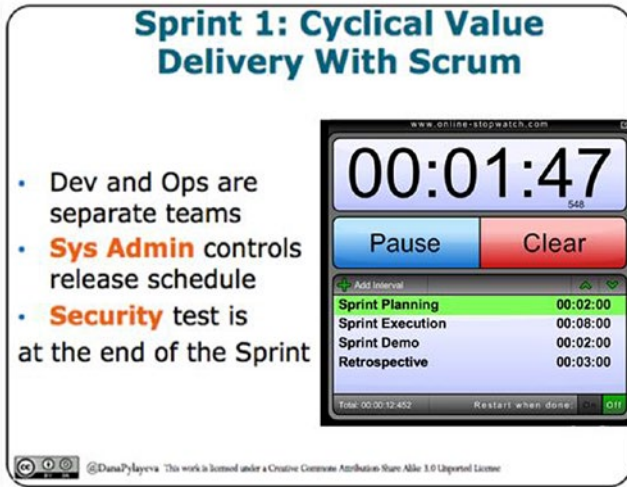 Sprint 1: Cyclical Value
Delivery With Scrum
• Dev and Ops are
separate teams
• Sys Admin controls
release schedule
• Security test is
at the end of the Sprint
www.online-stopwatch.com
00:01:47
548
Pause Clear
Add Interval
Sprint Planning 00:02:00
Sprint Execution 00:08:00
Sprint Demo 00:02:00
Retrospective 00:03:00
Total: 00:00:12:452 Restart when done: On Off
@DanaPylayeva This work is licensed under a Creative Commons Attribution-Share Alike 3.0 Unported License